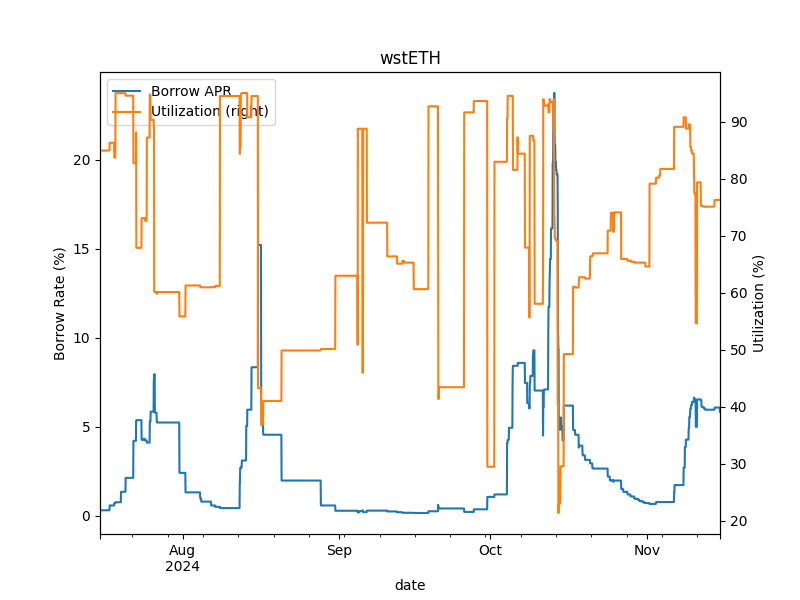 wstETH
Borrow APR
Utilization (right)
Borrow Rate (%)
20
15
10
5
0
90
80
70
60
50
40
30
20
Utilization (%)
Aug
2024
Sep
Oct
Nov
date